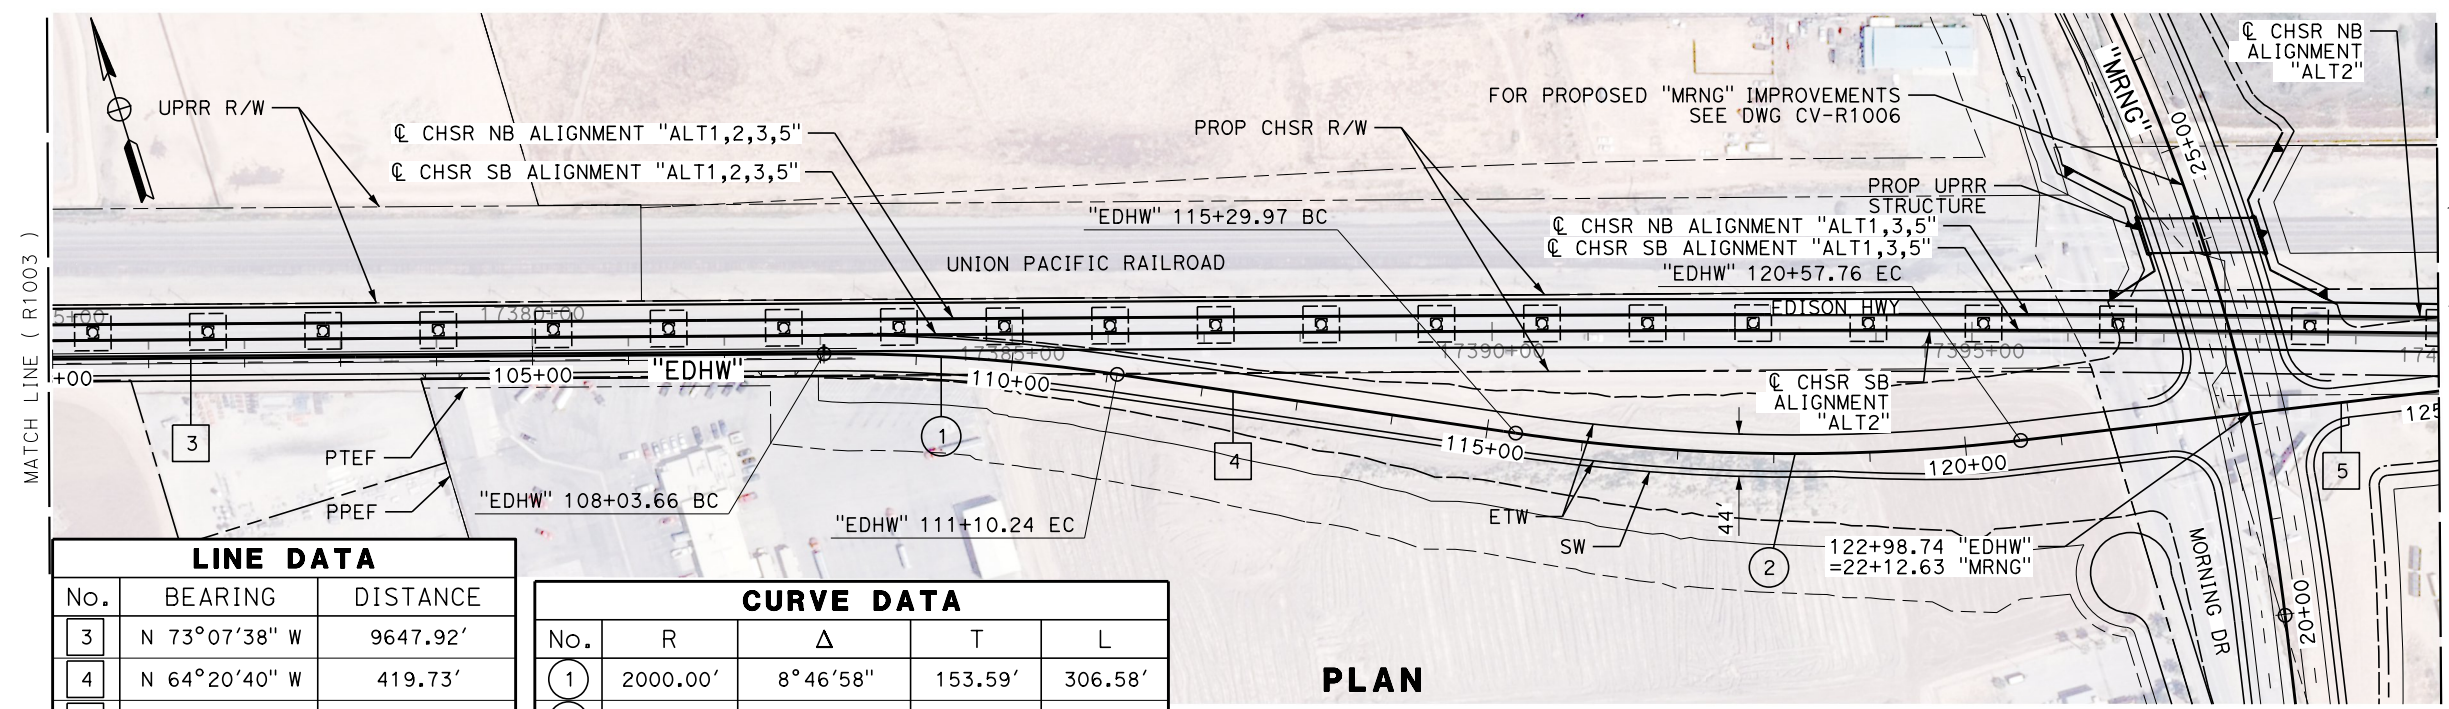 UPRR R/W
℄ CHSR NB ALIGNMENT "ALT1,2,3,5"
℄ CHSR SB ALIGNMENT "ALT1,2,3,5"
PROP CHSR R/W
FOR PROPOSED "MRNG" IMPROVEMENTS
SEE DWG CV-R1006
"MRNG"
25+00
℄ CHSR NB
ALIGNMENT
"ALT2"
PROP UPRR
STRUCTURE
"EDHW" 115+29.97 BC
℄ CHSR NB ALIGNMENT "ALT1,3,5"
℄ CHSR SB ALIGNMENT "ALT1,3,5"
"EDHW" 120+57.76 EC
UNION PACIFIC RAILROAD
MATCH LINE ( R1003 )
5+00
17380+00
17385+00
17390+00
17395+00
174
EDISON HWY
+00
105+00
"EDHW"
110+00
115+00
120+00
125
℄ CHSR SB
ALIGNMENT
"ALT2"
3
1
4
5
PTEF
PPEF
"EDHW" 108+03.66 BC
"EDHW" 111+10.24 EC
ETW
SW
44'
2
122+98.74 "EDHW"
=22+12.63 "MRNG"
MORNING DR
20+00
LINE DATA
No. BEARING DISTANCE
3 N 73°07'38" W 9647.92'
4 N 64°20'40" W 419.73'
CURVE DATA
No. R Δ T L
1 2000.00' 8°46'58" 153.59' 306.58'
PLAN